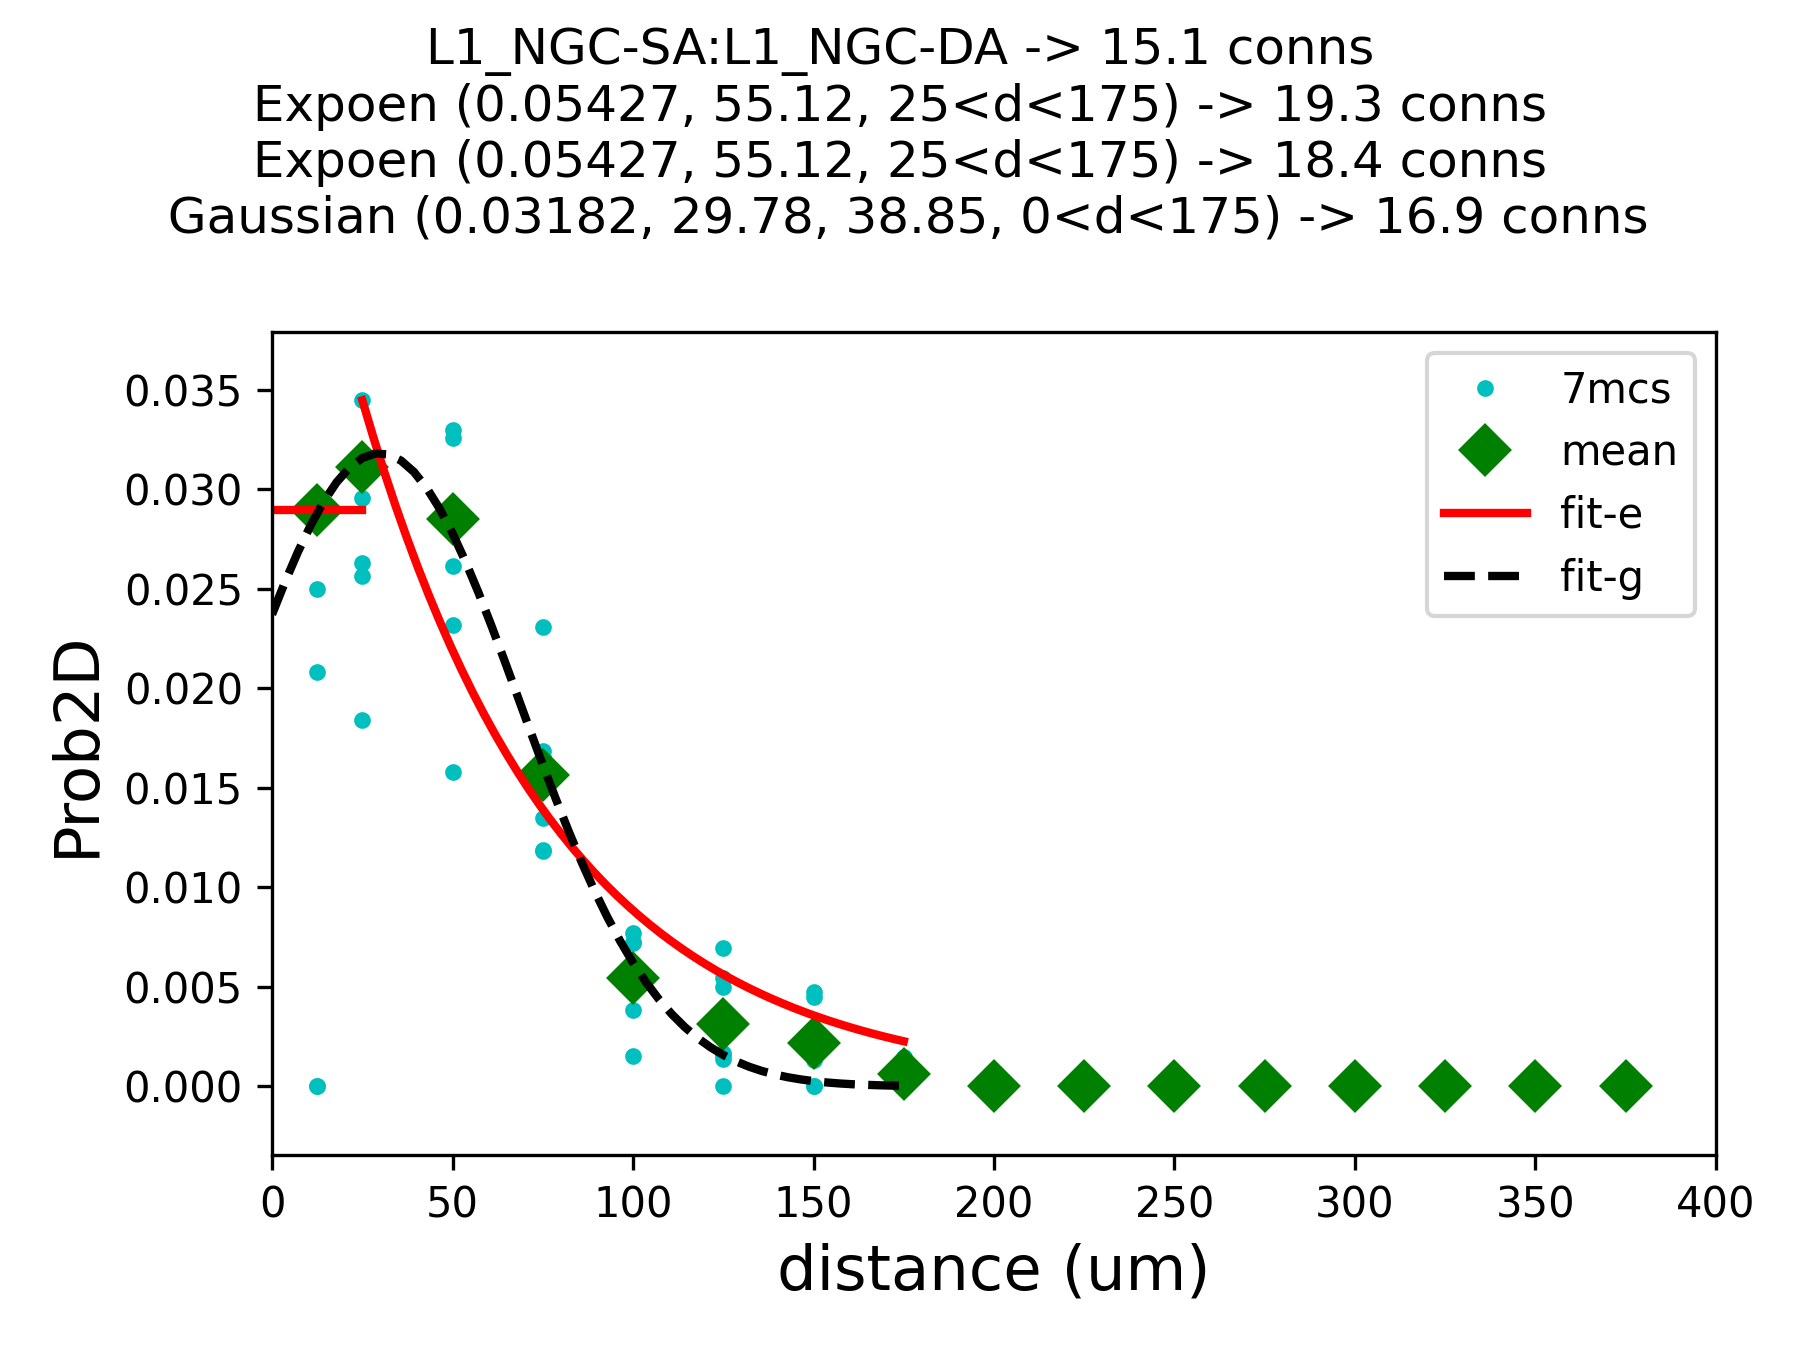 L1_NGC-SA:L1_NGC-DA -> 15.1 conns
Expoen (0.05427, 55.12, 25<d<175) -> 19.3 conns
Expoen (0.05427, 55.12, 25<d<175) -> 18.4 conns
Gaussian (0.03182, 29.78, 38.85, 0<d<175) -> 16.9 conns
7mcs
mean
fit-e
fit-g
Prob2D
0.035
0.030
0.025
0.020
0.015
0.010
0.005
0.000
0 50 100 150 200 250 300 350 400
distance (um)